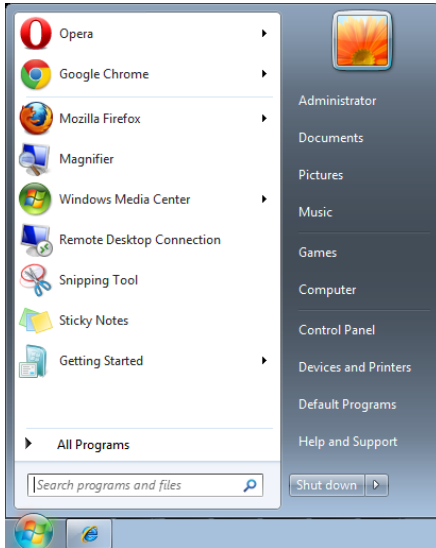 Opera
Google Chrome
Mozilla Firefox
Magnifier
Windows Media Center
Remote Desktop Connection
Snipping Tool
Sticky Notes
Getting Started
All Programs
Search programs and files
Administrator
Documents
Pictures
Music
Games
Computer
Control Panel
Devices and Printers
Default Programs
Help and Support
Shut down